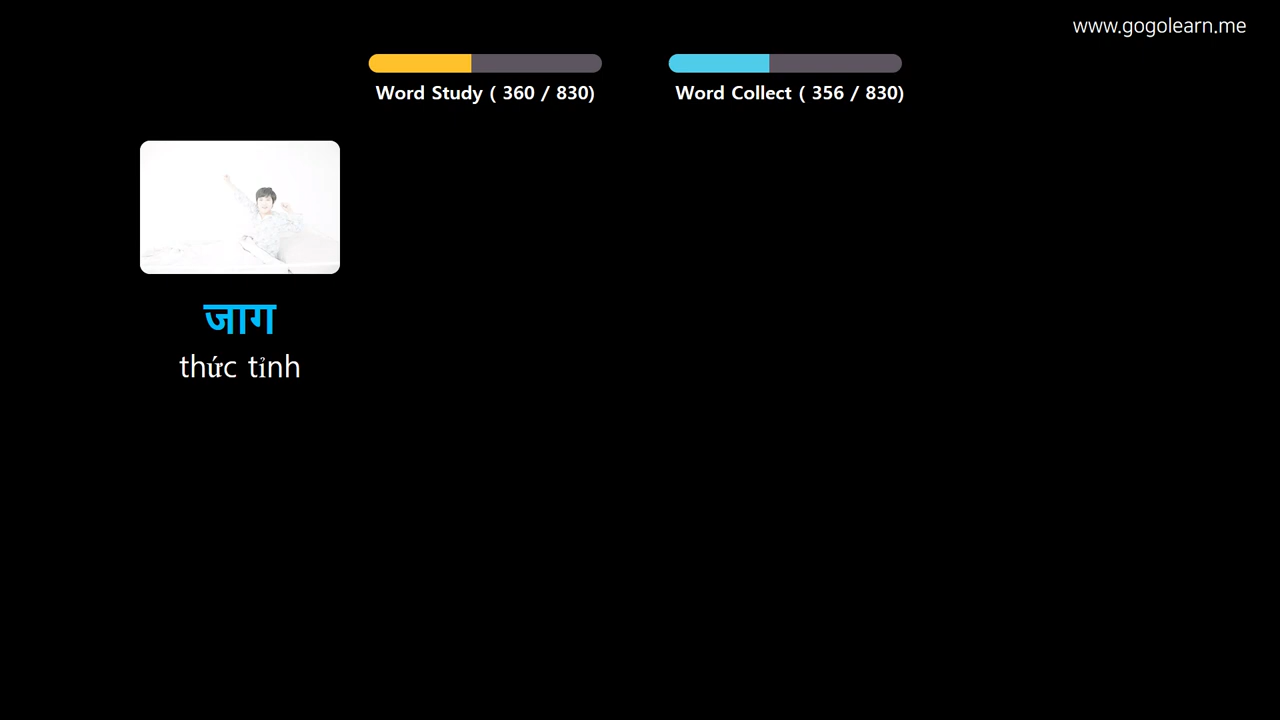 www.gogolearn.me
Word Study ( 360 / 830)
Word Collect ( 356 / 830)
जाग
thức tỉnh